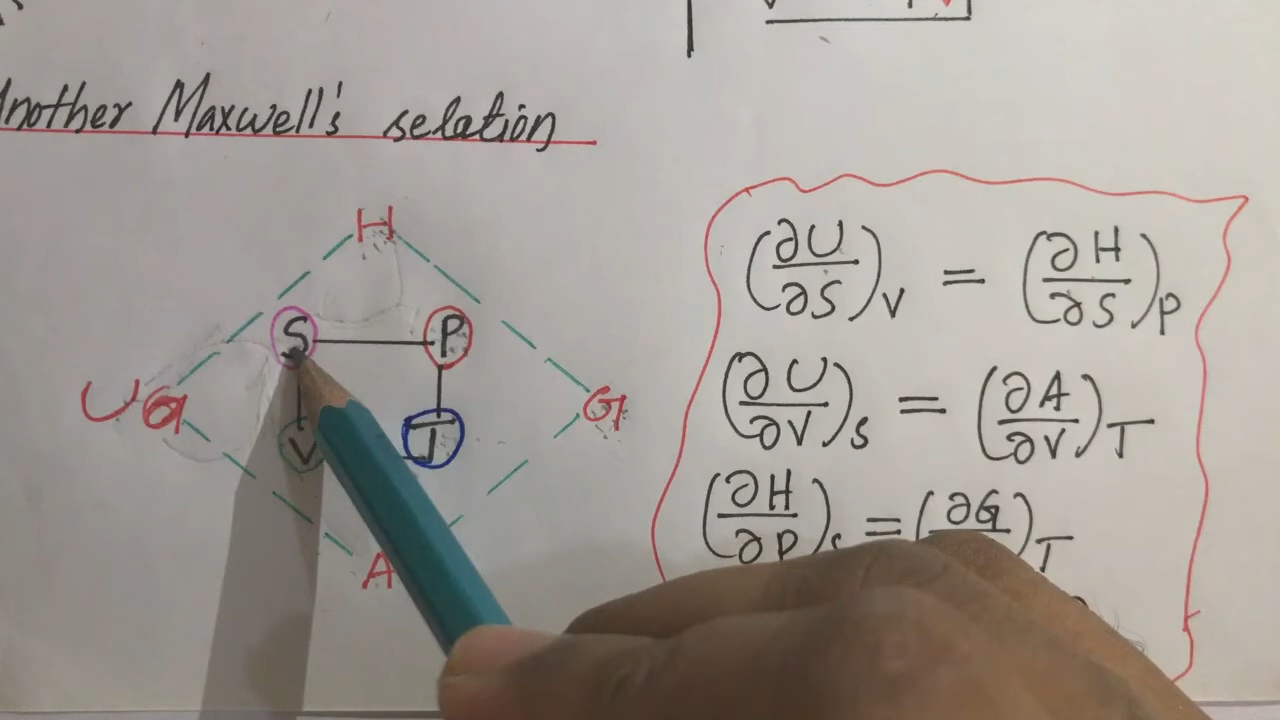 Another Maxwell's selation
H
S P
U G G
V T
A
(∂U/∂S)V = (∂H/∂S)P
(∂U/∂V)S = (∂A/∂V)T
(∂H/∂P)S = (∂G/ )T